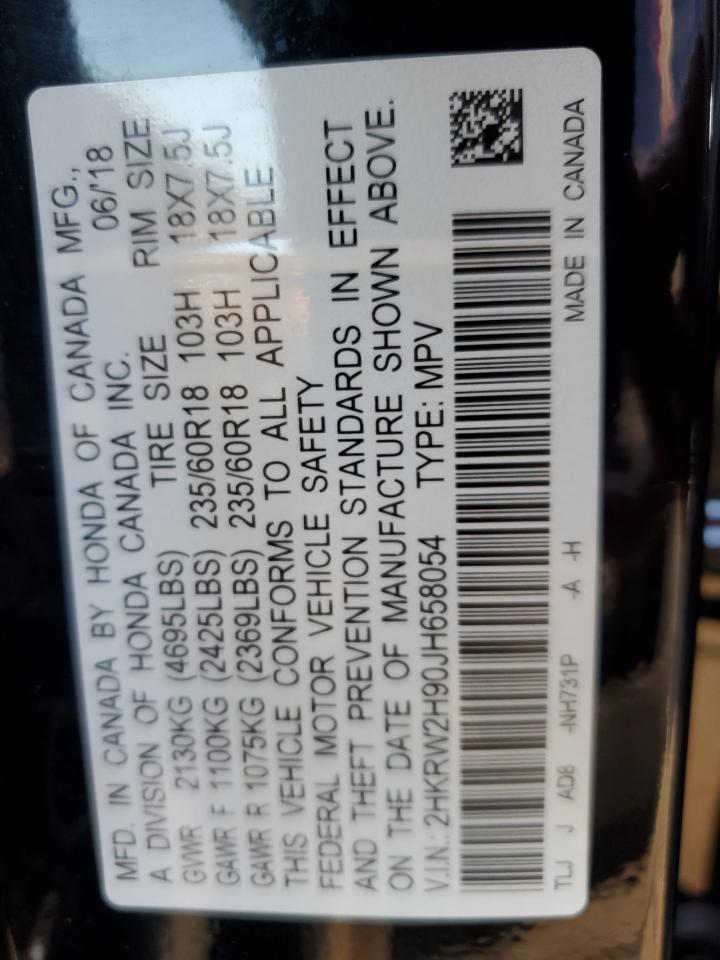 MFD. IN CANADA BY HONDA OF CANADA MFG.,
A DIVISION OF HONDA CANADA INC. 06/'18
GVWR 2130KG (4695LBS) TIRE SIZE RIM SIZE
GAWR F 1100KG (2425LBS) 235/60R18 103H 18X7.5J
GAWR R 1075KG (2369LBS) 235/60R18 103H 18X7.5J
THIS VEHICLE CONFORMS TO ALL APPLICABLE
FEDERAL MOTOR VEHICLE SAFETY
AND THEFT PREVENTION STANDARDS IN EFFECT
ON THE DATE OF MANUFACTURE SHOWN ABOVE.
V.I.N.: 2HKRW2H90JH658054 TYPE: MPV
TLJ J AD8 -NH731P -A -H MADE IN CANADA